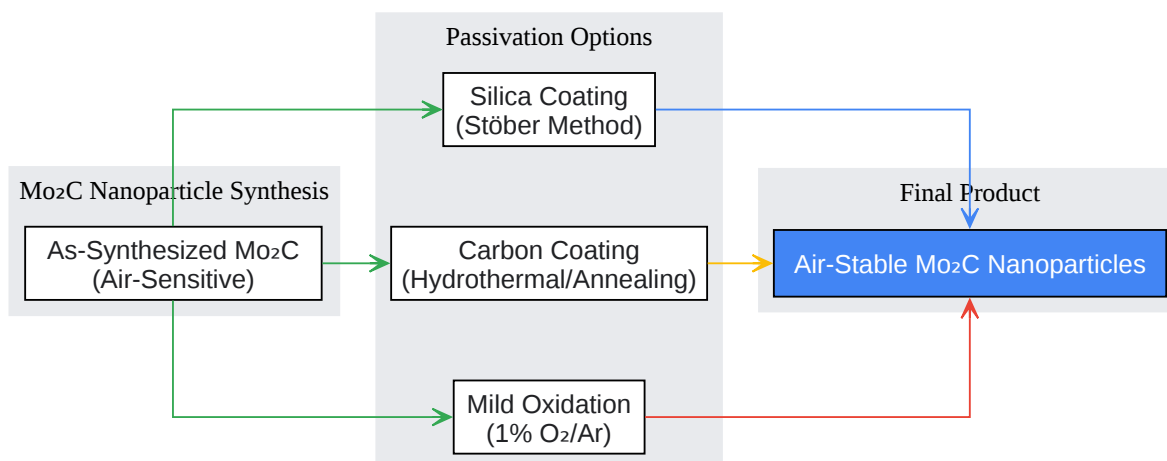 Passivation Options
Silica Coating
(Stöber Method)
Mo₂C Nanoparticle Synthesis
As-Synthesized Mo₂C
(Air-Sensitive)
Carbon Coating
(Hydrothermal/Annealing)
Mild Oxidation
(1% O₂/Ar)
Final Product
Air-Stable Mo₂C Nanoparticles